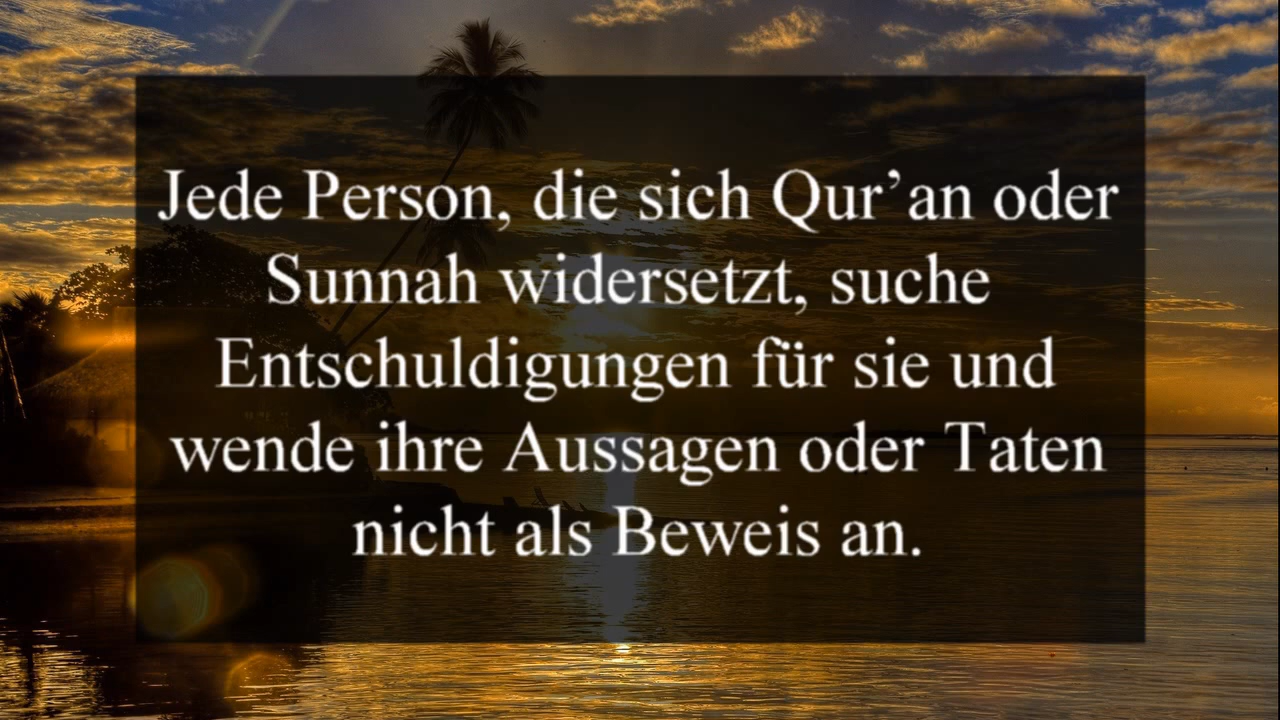 Jede Person, die sich Qur’an oder
Sunnah widersetzt, suche
Entschuldigungen für sie und
wende ihre Aussagen oder Taten
nicht als Beweis an.